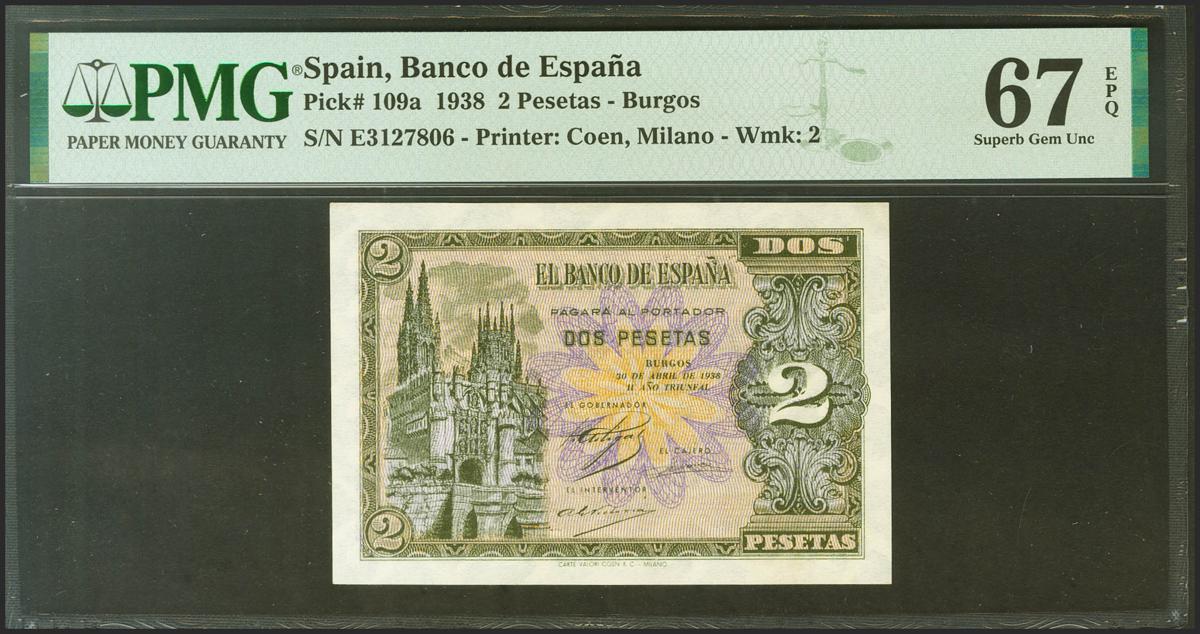 PMG®
PAPER MONEY GUARANTY
Spain, Banco de España
Pick# 109a 1938 2 Pesetas - Burgos
S/N E3127806 - Printer: Coen, Milano - Wmk: 2
67
EPQ
Superb Gem Unc
2
DOS
EL BANCO DE ESPAÑA
PAGARÁ AL PORTADOR
DOS PESETAS
BURGOS
30 DE ABRIL DE 1938
II AÑO TRIUNFAL
2
EL GOBERNADOR
EL CAJERO
EL INTERVENTOR
2
PESETAS
CARTE VALORI COEN & C. - MILANO